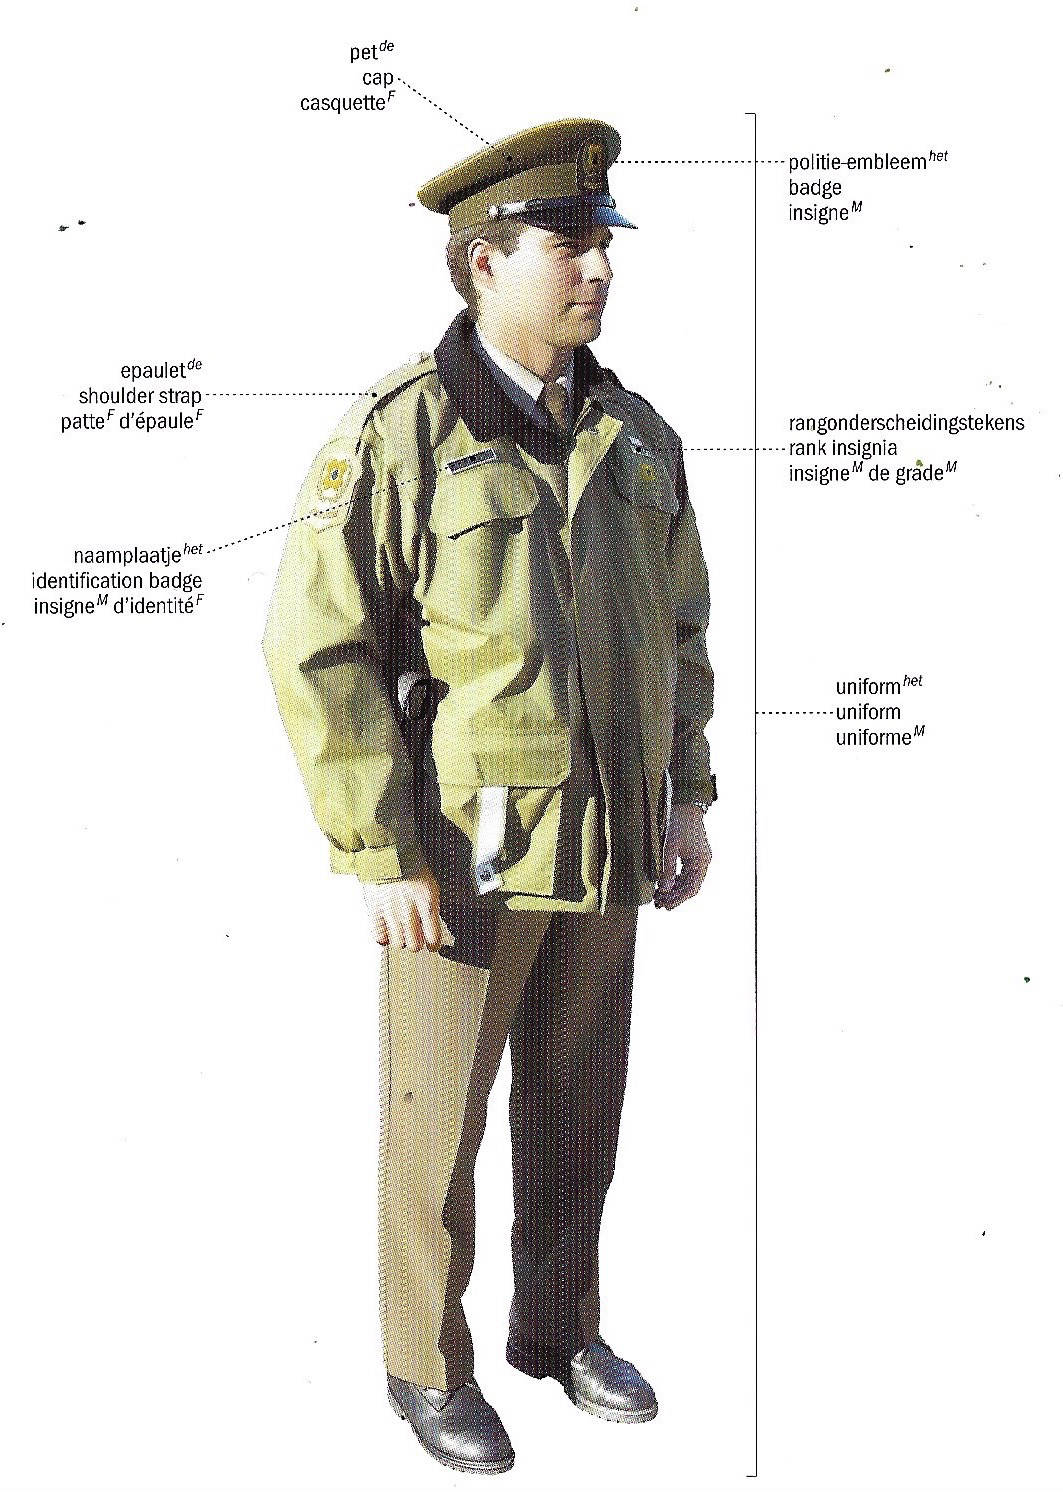 pet de
cap
casquette F
politie-embleem het
badge
insigne M
epaulet de
shoulder strap
patte F d'épaule F
rangonderscheidingstekens
rank insignia
insigne M de grade M
naamplaatje het
identification badge
insigne M d'identité F
uniform het
uniform
uniforme M